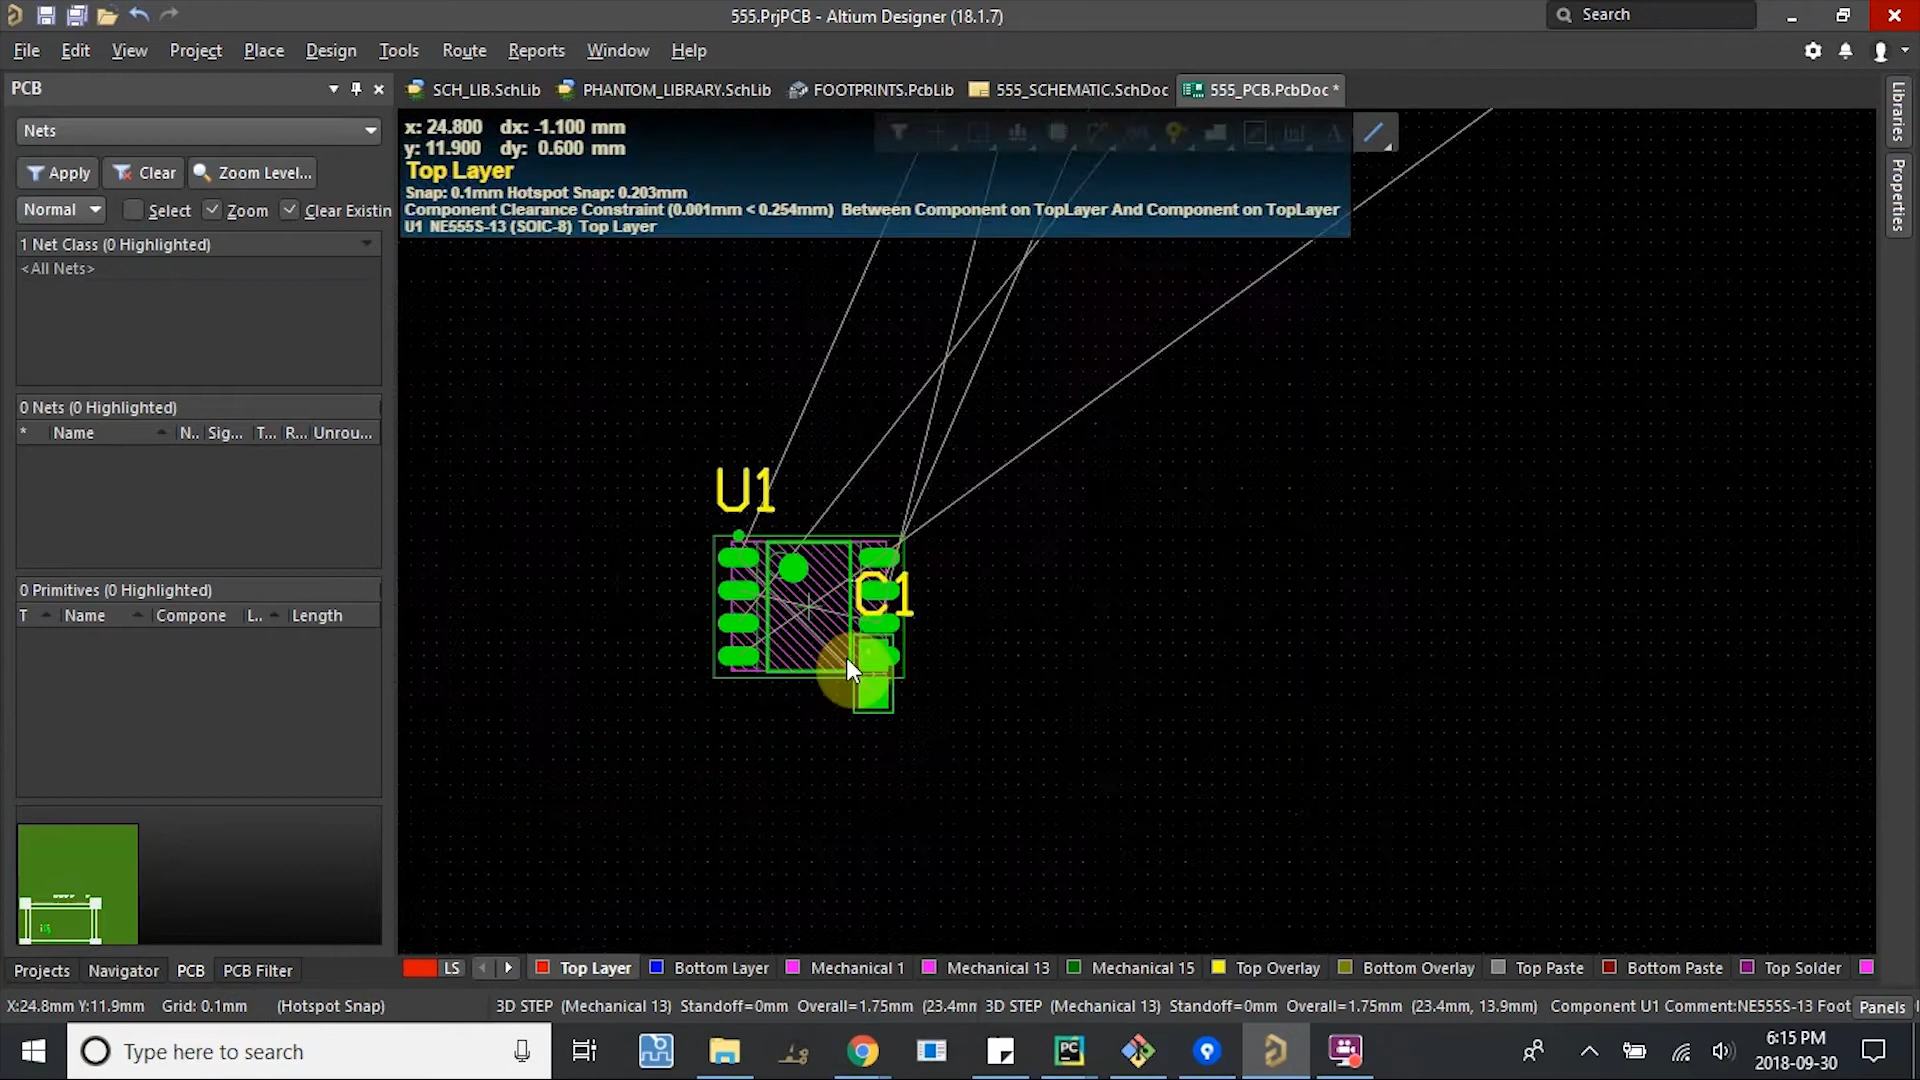 555.PrjPCB - Altium Designer (18.1.7)
Search
File Edit View Project Place Design Tools Route Reports Window Help
PCB
SCH_LIB.SchLib PHANTOM_LIBRARY.SchLib FOOTPRINTS.PcbLib 555_SCHEMATIC.SchDoc 555_PCB.PcbDoc *
Libraries
Properties
Nets
Apply Clear Zoom Level...
Normal Select Zoom Clear Existin
1 Net Class (0 Highlighted)
<All Nets>
0 Nets (0 Highlighted)
* Name N.. Sig... T... R... Unrou...
0 Primitives (0 Highlighted)
T Name Compone L.. Length
x: 24.800 dx: -1.100 mm
y: 11.900 dy: 0.600 mm
Top Layer
Snap: 0.1mm Hotspot Snap: 0.203mm
Component Clearance Constraint (0.001mm < 0.254mm) Between Component on TopLayer And Component on TopLayer
U1 NE555S-13 (SOIC-8) Top Layer
U1
C1
Projects Navigator PCB PCB Filter
LS Top Layer Bottom Layer Mechanical 1 Mechanical 13 Mechanical 15 Top Overlay Bottom Overlay Top Paste Bottom Paste Top Solder
X:24.8mm Y:11.9mm Grid: 0.1mm (Hotspot Snap) 3D STEP (Mechanical 13) Standoff=0mm Overall=1.75mm (23.4mm 3D STEP (Mechanical 13) Standoff=0mm Overall=1.75mm (23.4mm, 13.9mm) Component U1 Comment:NE555S-13 Foot Panels
Type here to search
PC
6:15 PM
2018-09-30